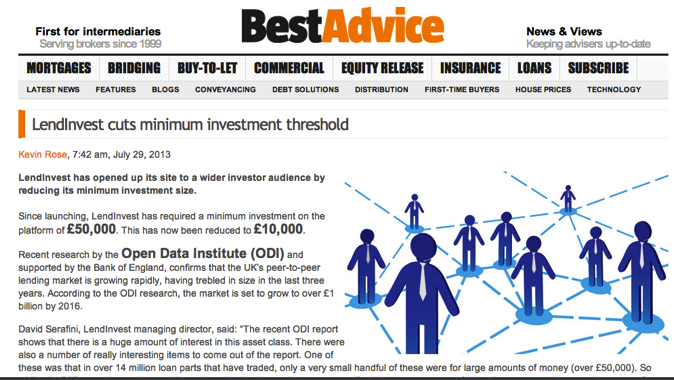 First for intermediaries
Serving brokers since 1999
BestAdvice
News & Views
Keeping advisers up-to-date
MORTGAGES BRIDGING BUY-TO-LET COMMERCIAL EQUITY RELEASE INSURANCE LOANS SUBSCRIBE
LATEST NEWS FEATURES BLOGS CONVEYANCING DEBT SOLUTIONS DISTRIBUTION FIRST-TIME BUYERS HOUSE PRICES TECHNOLOGY
LendInvest cuts minimum investment threshold
Kevin Rose, 7:42 am, July 29, 2013
LendInvest has opened up its site to a wider investor audience by
reducing its minimum investment size.
Since launching, LendInvest has required a minimum investment on the
platform of £50,000. This has now been reduced to £10,000.
Recent research by the Open Data Institute (ODI) and
supported by the Bank of England, confirms that the UK's peer-to-peer
lending market is growing rapidly, having trebled in size in the last three
years. According to the ODI research, the market is set to grow to over £1
billion by 2016.
David Serafini, LendInvest managing director, said: "The recent ODI report
shows that there is a huge amount of interest in this asset class. There were
also a number of really interesting items to come out of the report. One of
these was that in over 14 million loan parts that have traded, only a very small handful of these were for large amounts of money (over £50,000). So